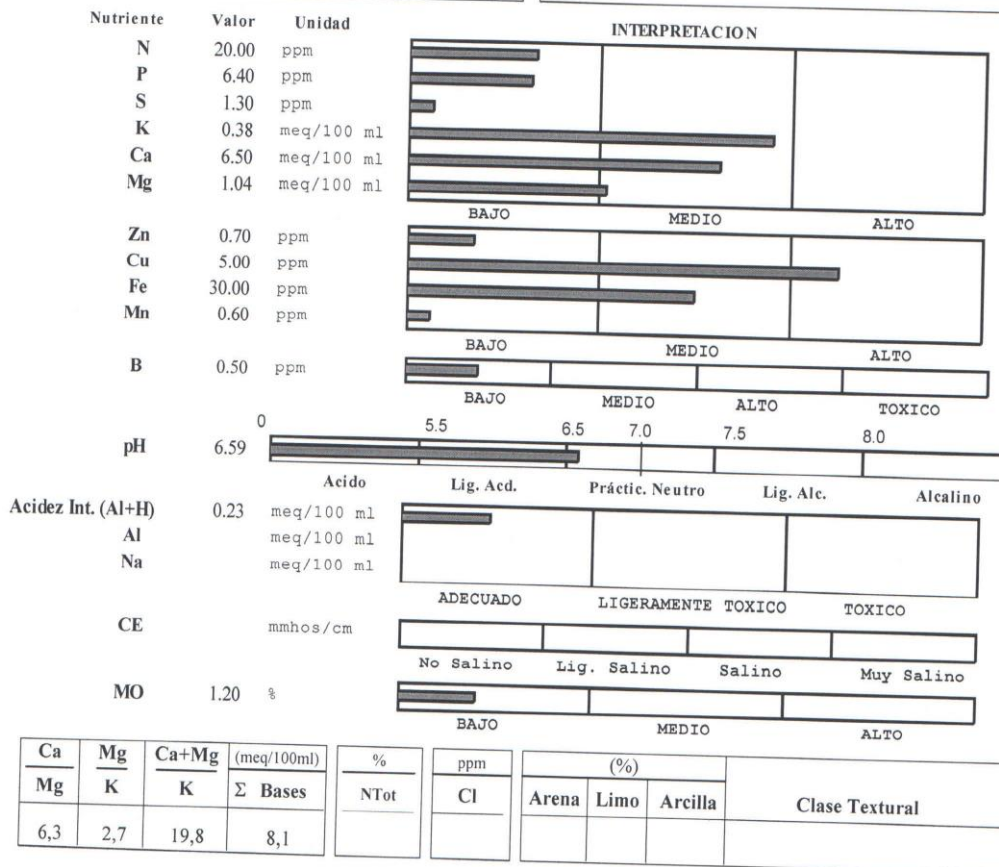 Nutriente Valor Unidad INTERPRETACION
N 20.00 ppm
P 6.40 ppm
S 1.30 ppm
K 0.38 meq/100 ml
Ca 6.50 meq/100 ml
Mg 1.04 meq/100 ml
BAJO MEDIO ALTO
Zn 0.70 ppm
Cu 5.00 ppm
Fe 30.00 ppm
Mn 0.60 ppm
BAJO MEDIO ALTO
B 0.50 ppm
BAJO MEDIO ALTO TOXICO
0 5.5 6.5 7.0 7.5 8.0
pH 6.59
Acido Lig. Acd. Práctic. Neutro Lig. Alc. Alcalino
Acidez Int. (Al+H) 0.23 meq/100 ml
Al meq/100 ml
Na meq/100 ml
ADECUADO LIGERAMENTE TOXICO TOXICO
CE mmhos/cm
No Salino Lig. Salino Salino Muy Salino
MO 1.20 %
BAJO MEDIO ALTO
Ca Mg Ca+Mg (meq/100ml) % ppm (%)
Mg K K Σ Bases NTot Cl Arena Limo Arcilla Clase Textural
6,3 2,7 19,8 8,1